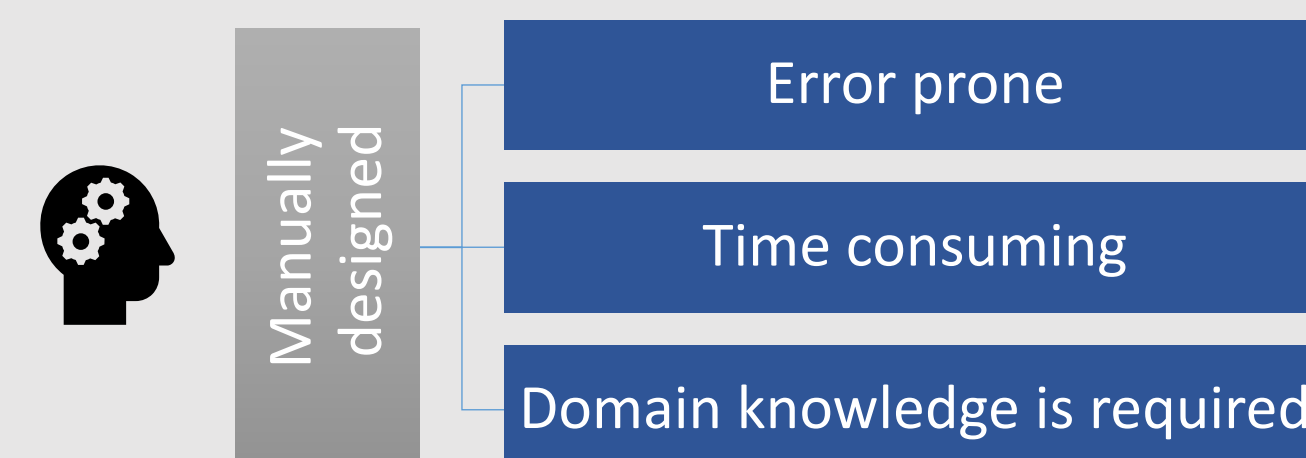 Manually
designed
Error prone
Time consuming
Domain knowledge is required